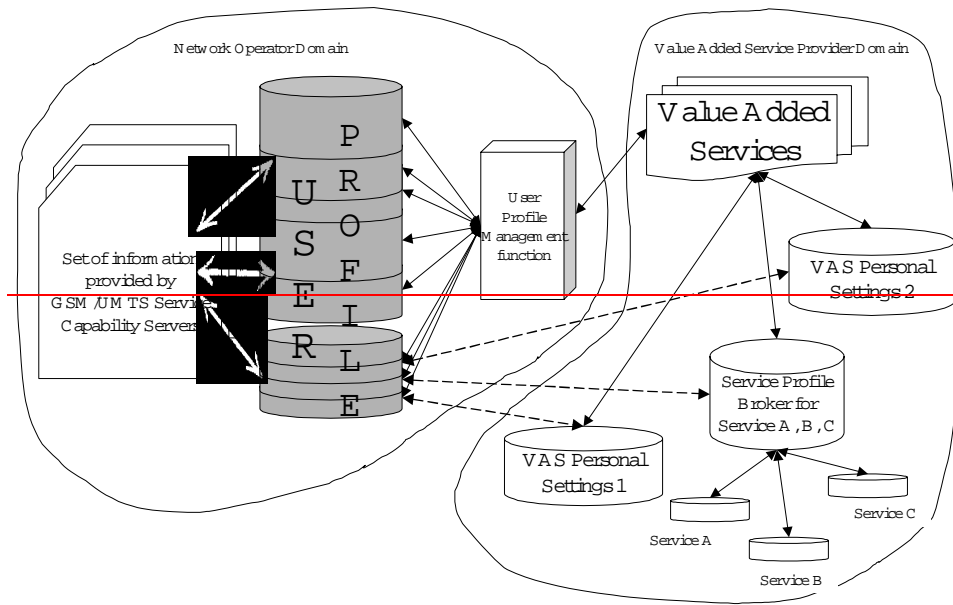 Network Operator Domain
Value Added Service Provider Domain
Value Added
Services
USER
PROFILE
User
Profile
Management
function
Set of information
provided by
GSM/UMTS Service
Capability Servers
VAS Personal
Settings 2
Service Profile
Broker for
Service A, B, C
VAS Personal
Settings 1
Service C
Service A
Service B